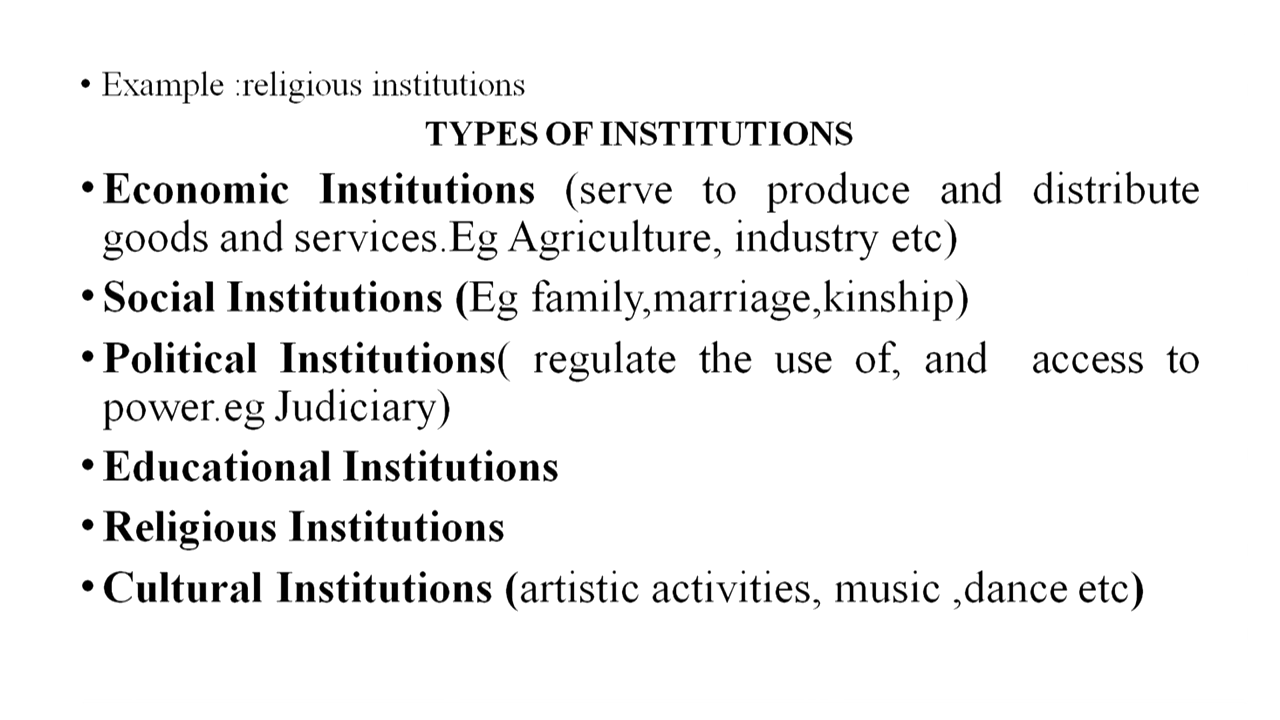 • Example :religious institutions
TYPES OF INSTITUTIONS
• Economic Institutions (serve to produce and distribute
goods and services.Eg Agriculture, industry etc)
• Social Institutions (Eg family,marriage,kinship)
• Political Institutions( regulate the use of, and access to
power.eg Judiciary)
• Educational Institutions
• Religious Institutions
• Cultural Institutions (artistic activities, music ,dance etc)